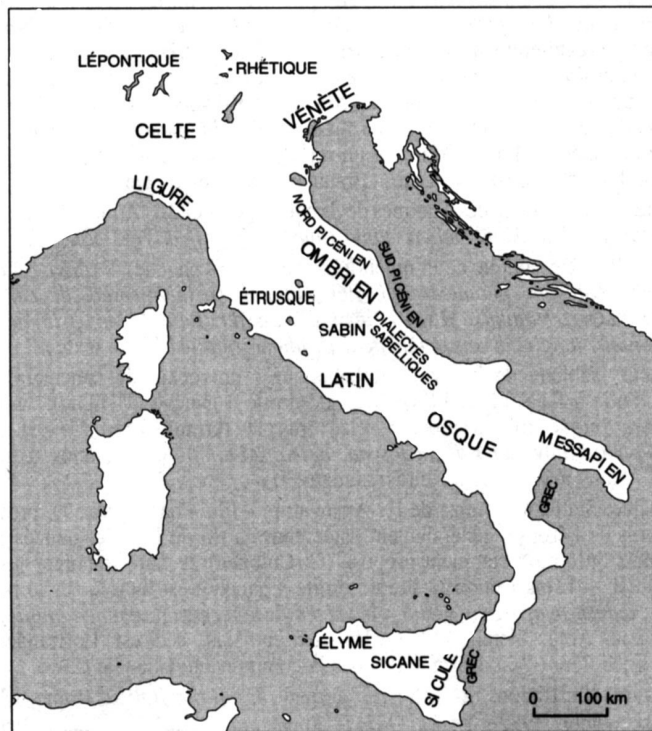 LÉPONTIQUE
RHÉTIQUE
CELTE
VÉNÈTE
LIGURE
NORD PICÉNIEN
OMBRIEN
SUD PICÉNIEN
ÉTRUSQUE
SABIN
DIALECTES
SABELLIQUES
LATIN
OSQUE
MESSAPIEN
GREC
ÉLYME
SICANE
SICULE
GREC
0 100 km